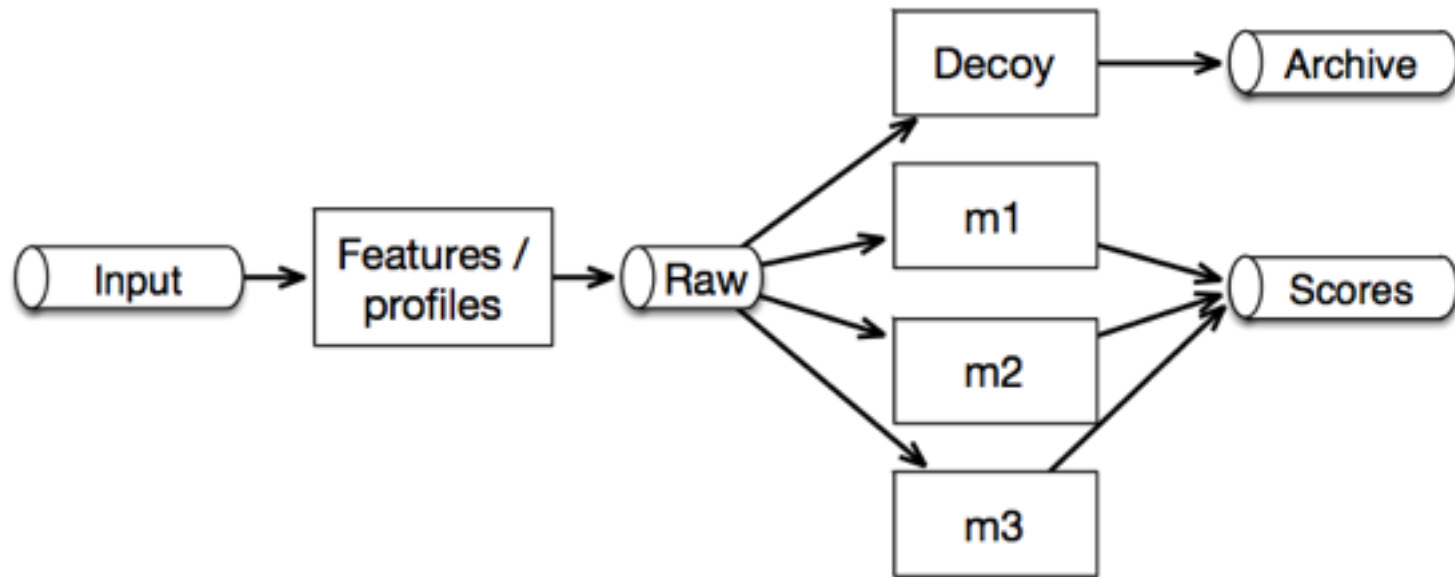 Decoy
Archive
m1
Input
Features /
profiles
Raw
Scores
m2
m3